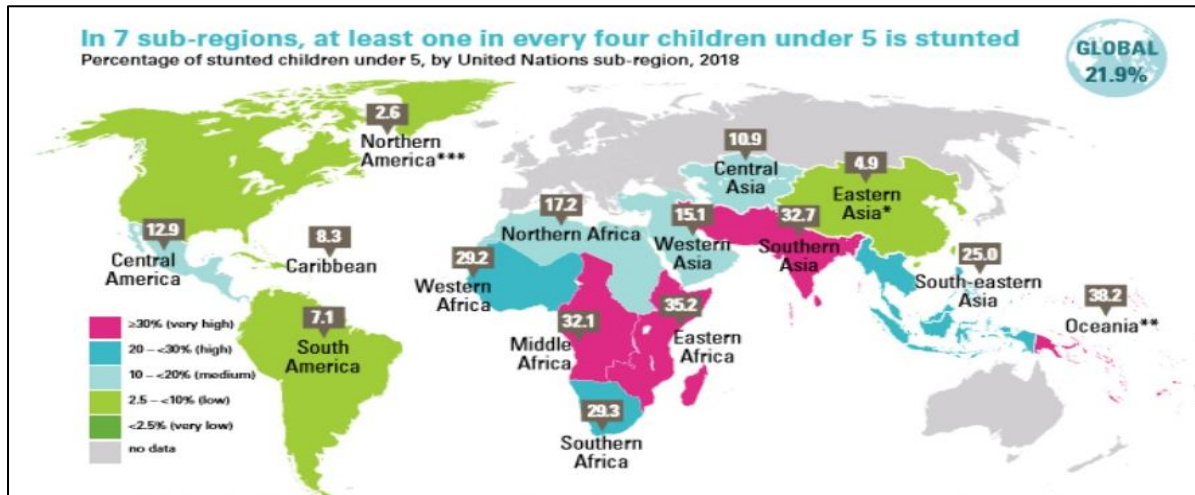 In 7 sub-regions, at least one in every four children under 5 is stunted
Percentage of stunted children under 5, by United Nations sub-region, 2018
GLOBAL
21.9%
2.6
Northern
America***
10.9
Central
Asia
4.9
Eastern
Asia*
12.9
Central
America
8.3
Caribbean
17.2
Northern Africa
15.1
Western
Asia
32.7
Southern
Asia
29.2
Western
Africa
25.0
South-eastern
Asia
38.2
Oceania**
7.1
South
America
32.1
Middle
Africa
35.2
Eastern
Africa
29.3
Southern
Africa
≥30% (very high)
20 – <30% (high)
10 – <20% (medium)
2.5 – <10% (low)
<2.5% (very low)
no data